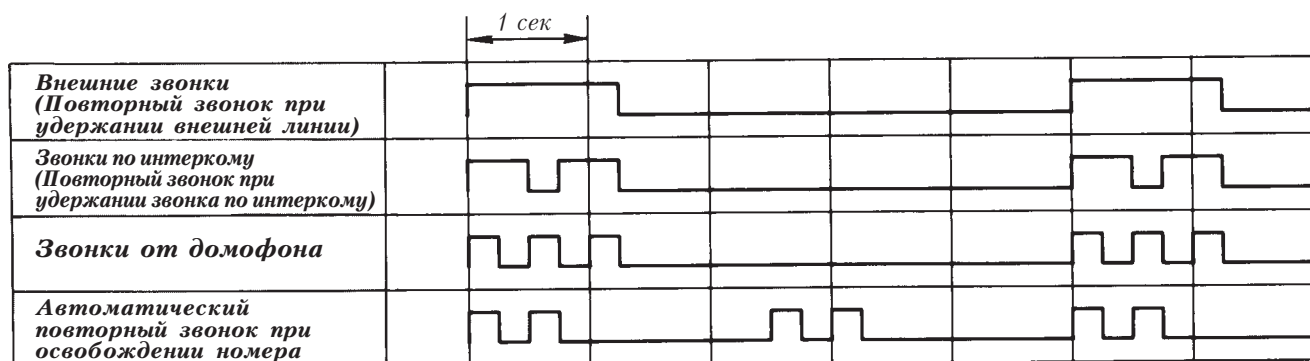 1 сек
Внешние звонки
(Повторный звонок при
удержании внешней линии)
Звонки по интеркому
(Повторный звонок при
удержании звонка по интеркому)
Звонки от домофона
Автоматический
повторный звонок при
освобождении номера